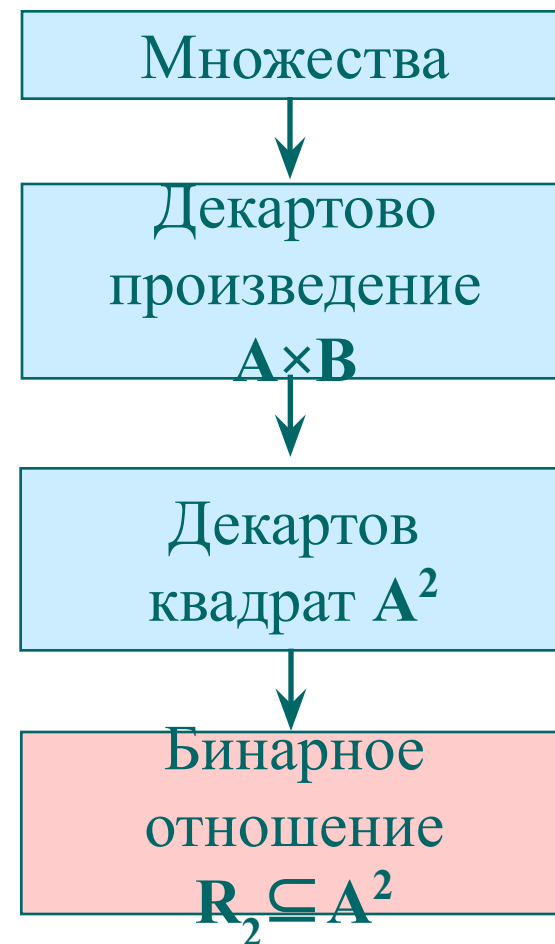 Множества
Декартово
произведение
A×B
Декартов
квадрат A²
Бинарное
отношение
R₂⊆A²